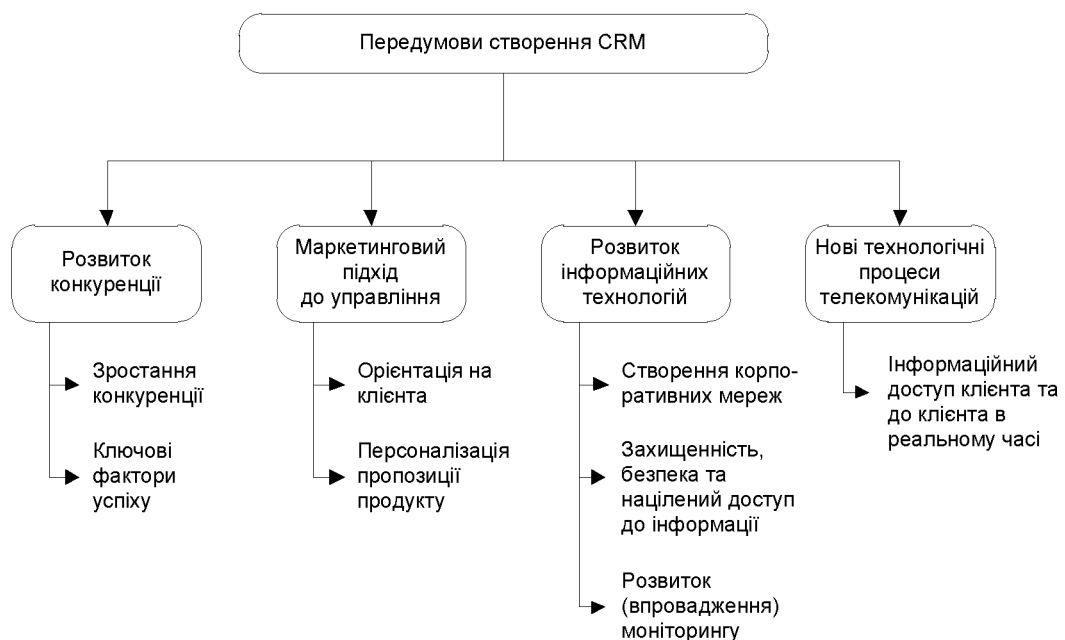 Передумови створення CRM
Розвиток
конкуренції
Маркетинговий
підхід
до управління
Розвиток
інформаційних
технологій
Нові технологічні
процеси
телекомунікацій
Зростання
конкуренції
Ключові
фактори
успіху
Орієнтація на
клієнта
Персоналізація
пропозиції
продукту
Створення корпо-
ративних мереж
Захищенність,
безпека та
націлений доступ
до інформації
Розвиток
(впровадження)
моніторингу
Інформаційний
доступ клієнта та
до клієнта в
реальному часі